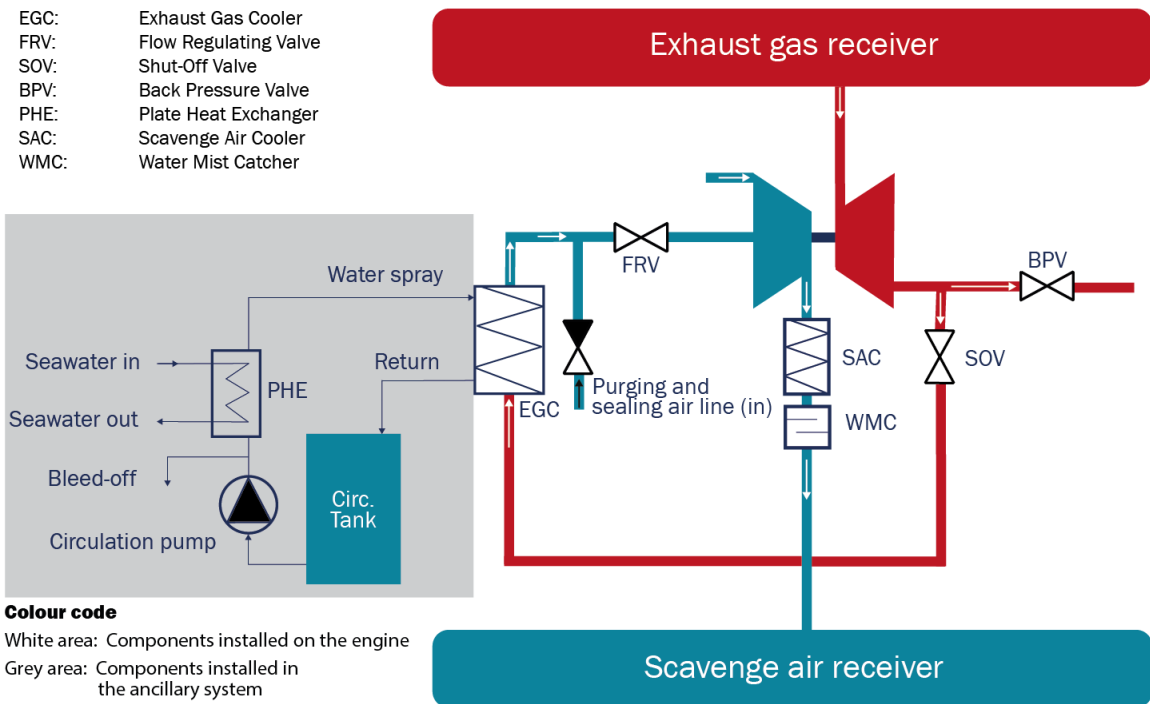 EGC: Exhaust Gas Cooler
FRV: Flow Regulating Valve
SOV: Shut-Off Valve
BPV: Back Pressure Valve
PHE: Plate Heat Exchanger
SAC: Scavenge Air Cooler
WMC: Water Mist Catcher
Exhaust gas receiver
FRV
BPV
Water spray
Seawater in
PHE
Return
Seawater out
EGC
Purging and
sealing air line (in)
SAC
SOV
WMC
Bleed-off
Circ.
Tank
Circulation pump
Colour code
White area: Components installed on the engine
Grey area: Components installed in
the ancillary system
Scavenge air receiver